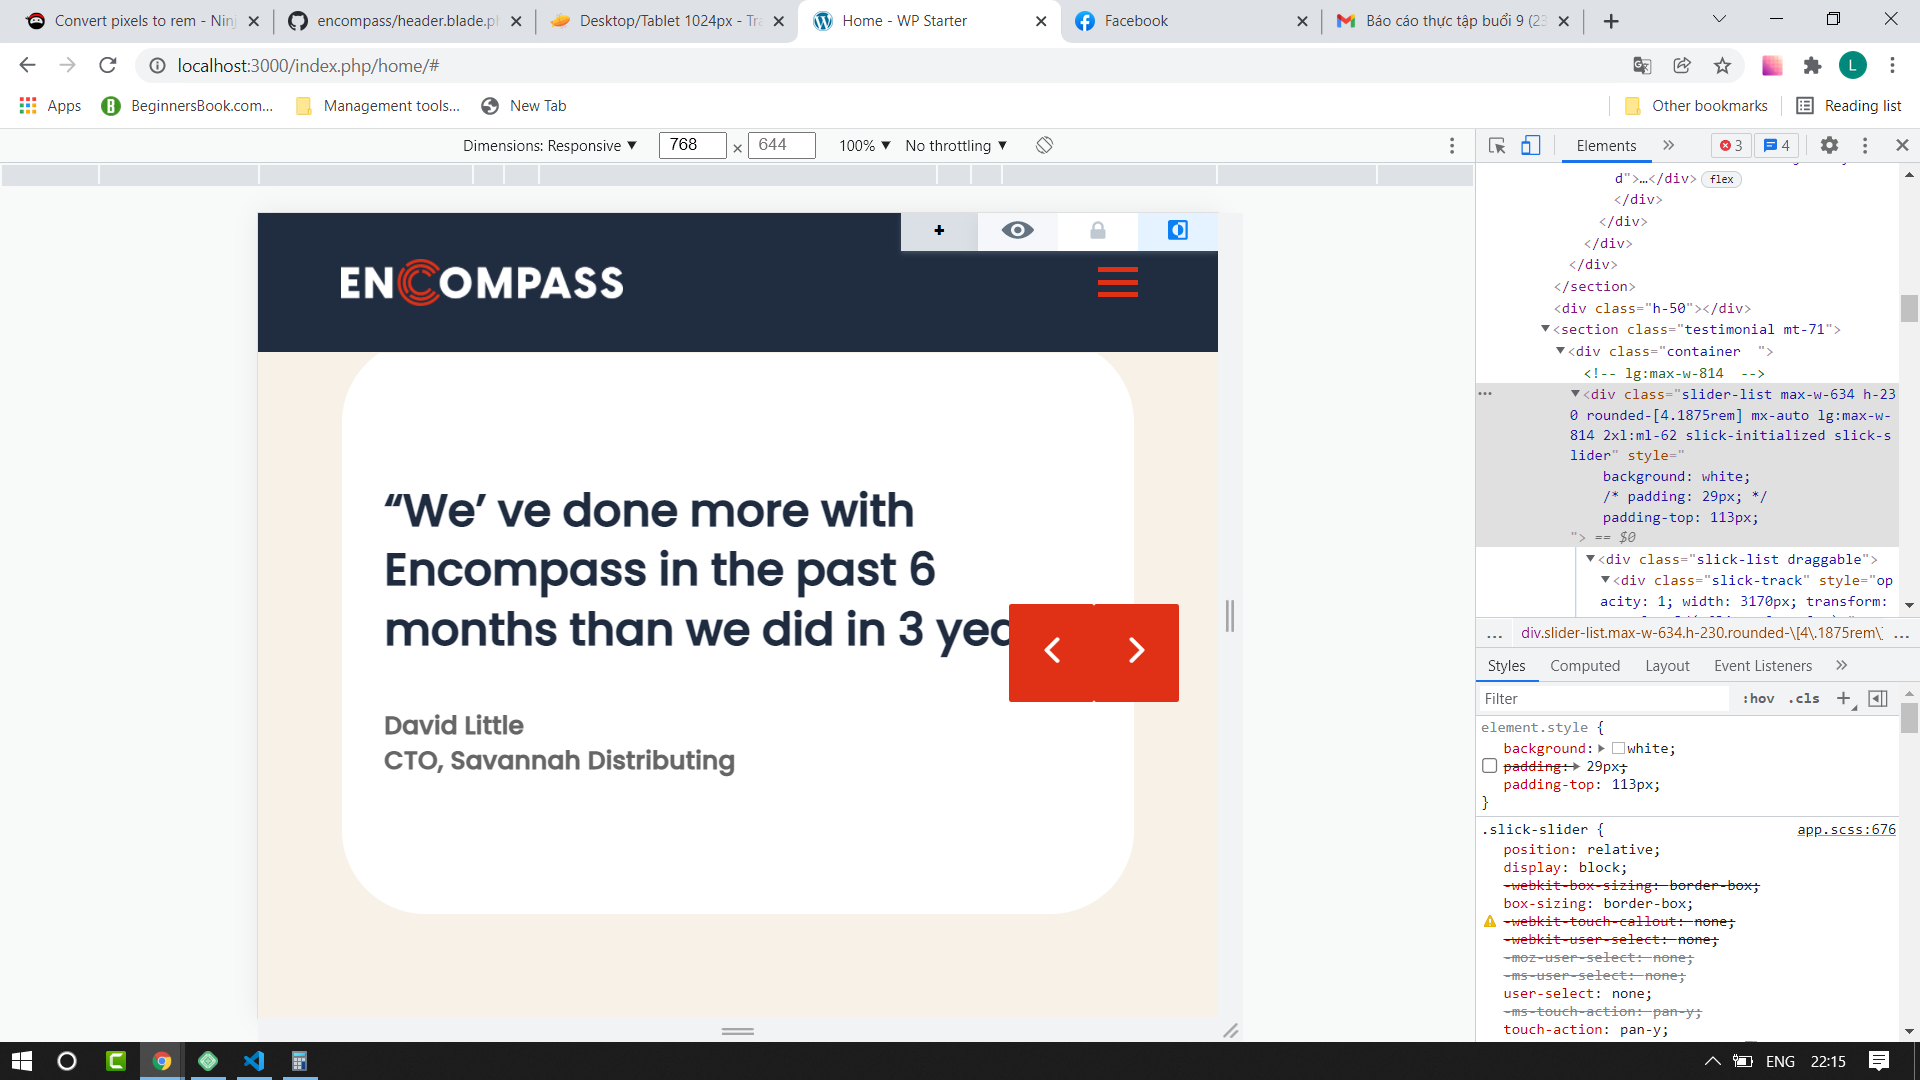 Convert pixels to rem - Ninj
encompass/header.blade.p
Desktop/Tablet 1024px - Tra
Home - WP Starter
Facebook
Báo cáo thực tập buổi 9 (23
localhost:3000/index.php/home/#
L
Apps
BeginnersBook.com...
Management tools...
New Tab
Other bookmarks
Reading list
Dimensions: Responsive ▼
768
×
644
100% ▼
No throttling ▼
Elements
»
3
4
d">…</div> flex
</div>
</div>
</div>
</div>
</section>
<div class="h-50"></div>
<section class="testimonial mt-71">
<div class="container  ">
<!-- lg:max-w-814  -->
<div class="slider-list max-w-634 h-23
0 rounded-[4.1875rem] mx-auto lg:max-w-
814 2xl:ml-62 slick-initialized slick-s
lider" style="
background: white;
/* padding: 29px; */
padding-top: 113px;
"> == $0
<div class="slick-list draggable">
<div class="slick-track" style="op
acity: 1; width: 3170px; transform:
... div.slider-list.max-w-634.h-230.rounded-\[4\.1875rem\] ...
Styles
Computed
Layout
Event Listeners
»
Filter
:hov
.cls
element.style {
background: white;
padding: 29px;
padding-top: 113px;
}
.slick-slider {
app.scss:676
position: relative;
display: block;
-webkit-box-sizing: border-box;
box-sizing: border-box;
-webkit-touch-callout: none;
-webkit-user-select: none;
-moz-user-select: none;
-ms-user-select: none;
user-select: none;
-ms-touch-action: pan-y;
touch-action: pan-y;
ENCOMPASS
“We’ ve done more with
Encompass in the past 6
months than we did in 3 yea
David Little
CTO, Savannah Distributing
ENG
22:15